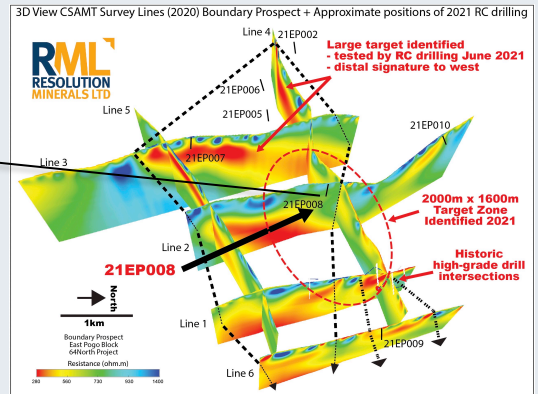 3D View CSAMT Survey Lines (2020) Boundary Prospect + Approximate positions of 2021 RC drilling
RML
RESOLUTION
MINERALS LTD
Line 4
21EP002
Large target identified
- tested by RC drilling June 2021
- distal signature to west
21EP006
21EP005
Line 5
21EP010
Line 3
21EP007
21EP008
2000m x 1600m
Target Zone
Identified 2021
Line 2
21EP008
Historic
high-grade drill
intersections
North
1km
Line 1
21EP009
Boundary Prospect
East Pogo Block
64North Project
Resistance (ohm.m)
280 560 730 930 1400
Line 6